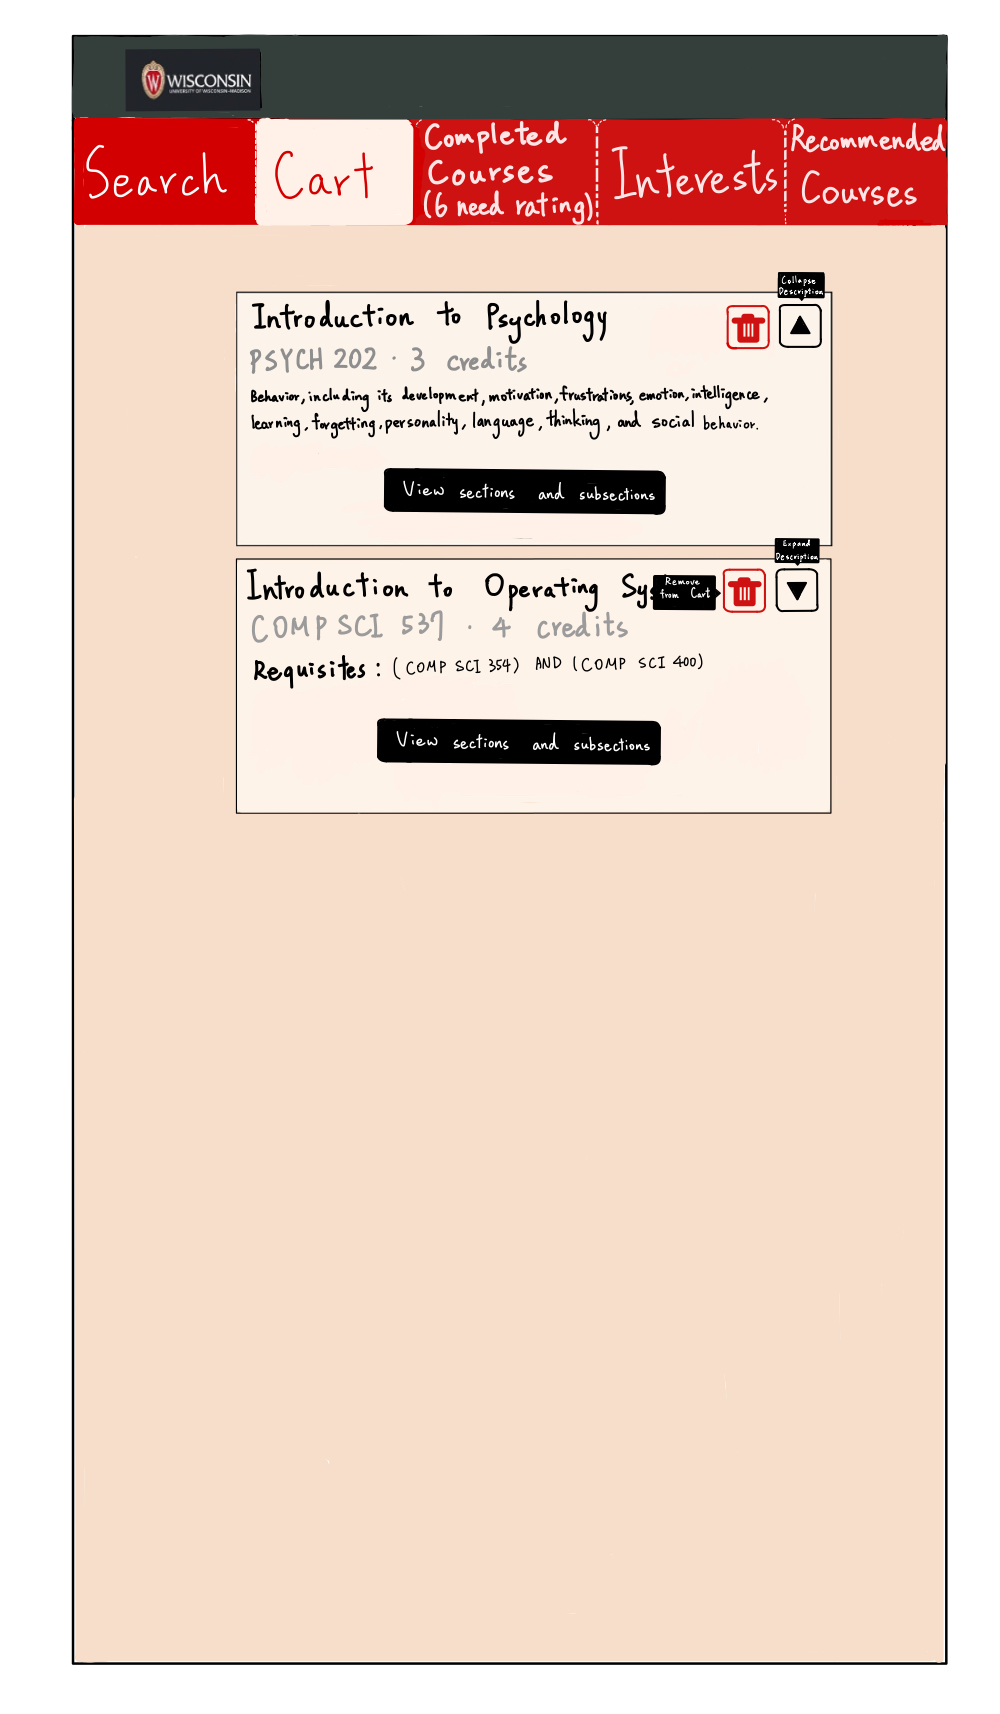 WISCONSIN
UNIVERSITY OF WISCONSIN–MADISON
Search
Cart
Completed
Courses
(6 need rating)
Interests
Recommended
Courses
Collapse
Description
Introduction to Psychology
PSYCH 202 · 3 credits
Behavior, including its development, motivation, frustrations, emotion, intelligence,
learning, forgetting, personality, language, thinking, and social behavior.
View sections and subsections
Expand
Description
Introduction to Operating Sys
Remove
from Cart
COMP SCI 537 · 4 credits
Requisites: (COMP SCI 354) AND (COMP SCI 400)
View sections and subsections